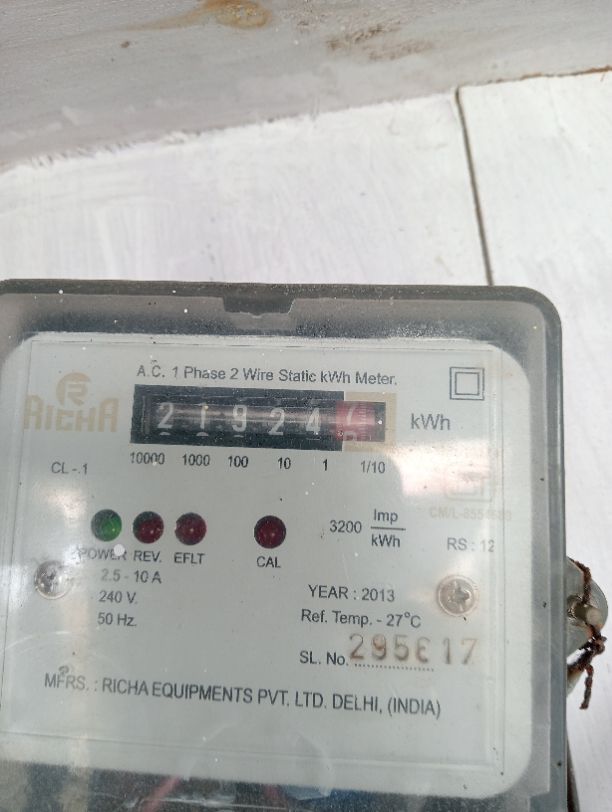 A.C. 1 Phase 2 Wire Static kWh Meter.
RICHA
2 1 9 2 4 7 kWh
CL-.1
10000 1000 100 10 1 1/10
3200 Imp/kWh
POWER REV. EFLT CAL
RS : 12
2.5 - 10 A
240 V.
50 Hz.
YEAR : 2013
Ref. Temp. - 27°C
SL. No. 295617
MFRS. : RICHA EQUIPMENTS PVT. LTD. DELHI, (INDIA)